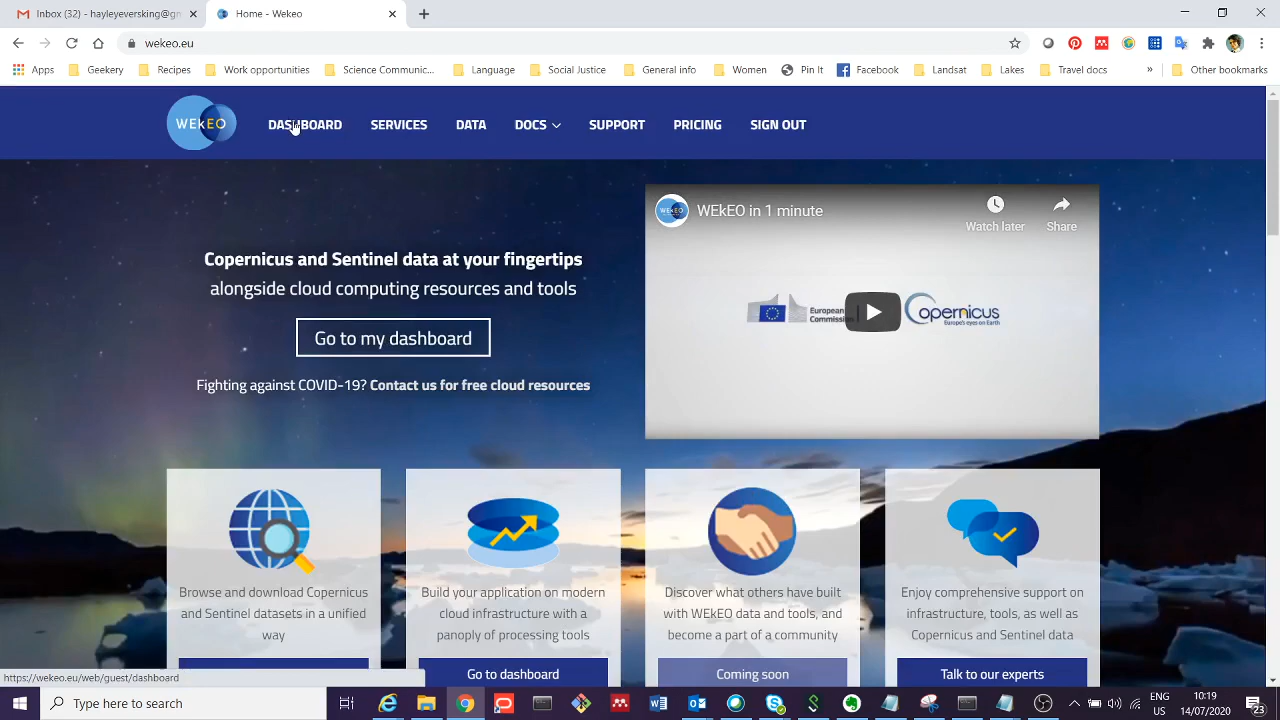 Inbox (32) - hayleyeversking@gm
Home - Wekeo
wekeo.eu
Apps
Geekery
Recipes
Work opportunities
Science Communic...
Language
Social Justice
General info
Women
Pin It
Facebook
Landsat
Lakes
Travel docs
»
Other bookmarks
WEkEO
DASHBOARD
SERVICES
DATA
DOCS
SUPPORT
PRICING
SIGN OUT
WEkEO
WEkEO in 1 minute
Watch later
Share
Copernicus and Sentinel data at your fingertips
alongside cloud computing resources and tools
Go to my dashboard
Fighting against COVID-19? Contact us for free cloud resources
European
Commission
opernicus
Europe's eyes on Earth
Browse and download Copernicus
and Sentinel datasets in a unified
way
Build your application on modern
cloud infrastructure with a
panoply of processing tools
Go to dashboard
Discover what others have built
with WEkEO data and tools, and
become a part of a community
Coming soon
Enjoy comprehensive support on
infrastructure, tools, as well as
Copernicus and Sentinel data
Talk to our experts
https://wekeo.eu/web/guest/dashboard
Type here to search
ENG
US
10:19
14/07/2020
23